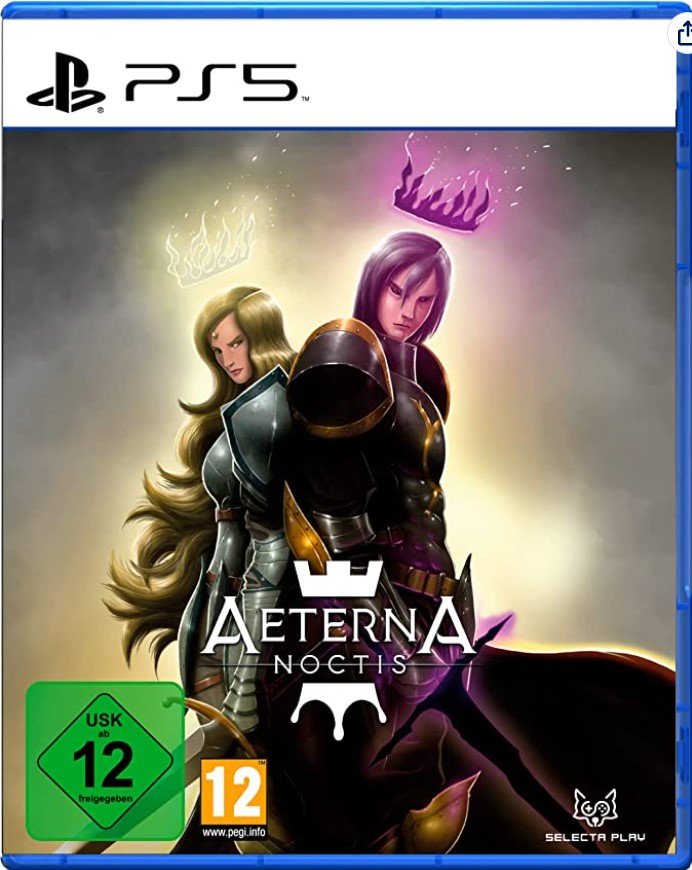 PS5
AETERNA
NOCTIS
USK
ab
12
freigegeben
12
www.pegi.info
SELECTA PLAY